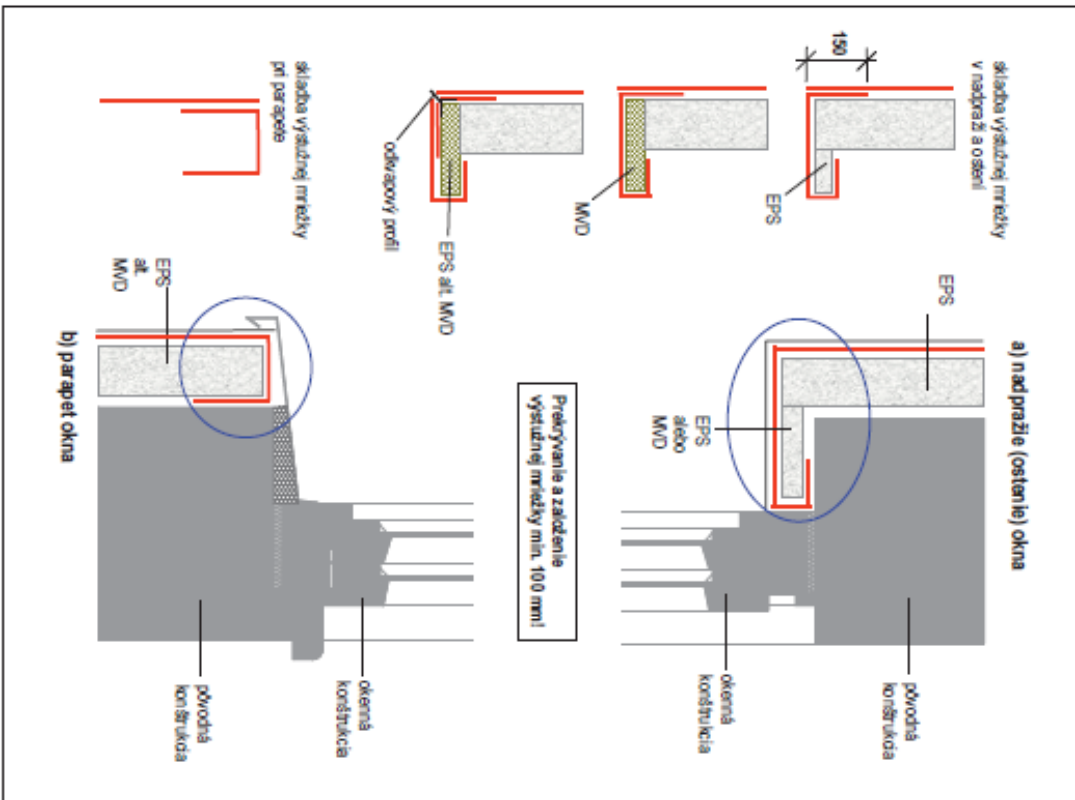 skladba výstužnej mriežky
v nadpraží a ostení
150
EPS
MVD
EPS alt. MVD
odkvapový profil
skladba výstužnej mriežky
pri parapete
a) nadpražie (ostenie) okna
EPS
EPS
alebo
MVD
okenná
konštrukcia
pôvodná
konštrukcia
Prekrývanie a založenie
výstužnej mriežky min. 100 mm!
EPS
alt.
MVD
okenná
konštrukcia
pôvodná
konštrukcia
b) parapet okna